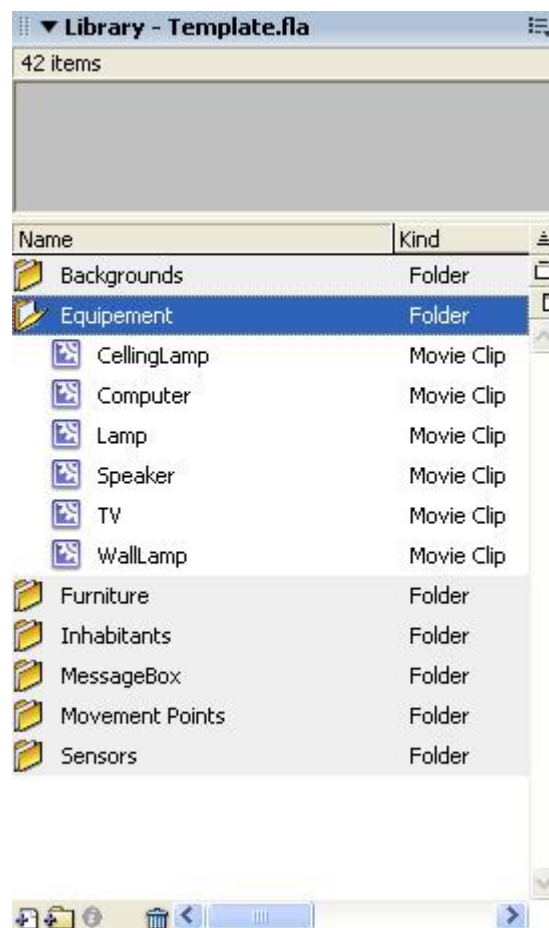 Library - Template.fla
42 items
Name Kind
Backgrounds Folder
Equipement Folder
CellingLamp Movie Clip
Computer Movie Clip
Lamp Movie Clip
Speaker Movie Clip
TV Movie Clip
WallLamp Movie Clip
Furniture Folder
Inhabitants Folder
MessageBox Folder
Movement Points Folder
Sensors Folder